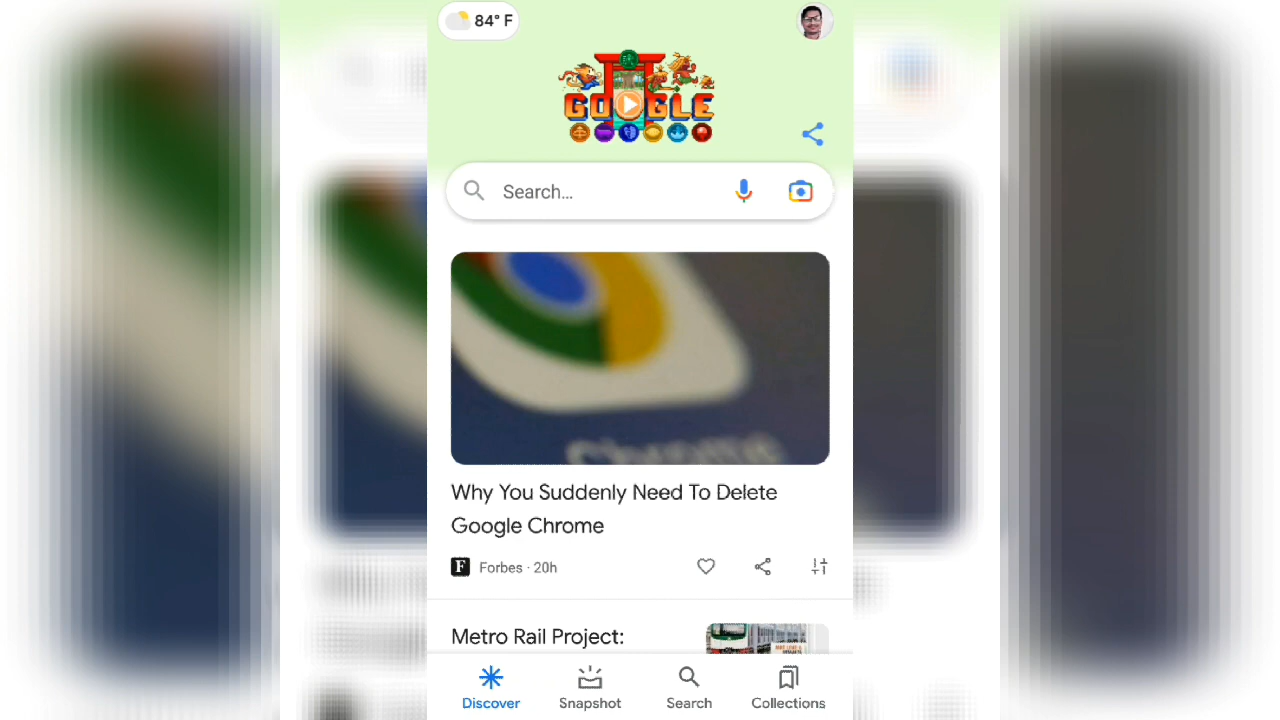 84° F
GOOGLE
Search...
Chrome
Why You Suddenly Need To Delete
Google Chrome
F Forbes · 20h
Metro Rail Project:
Discover Snapshot Search Collections